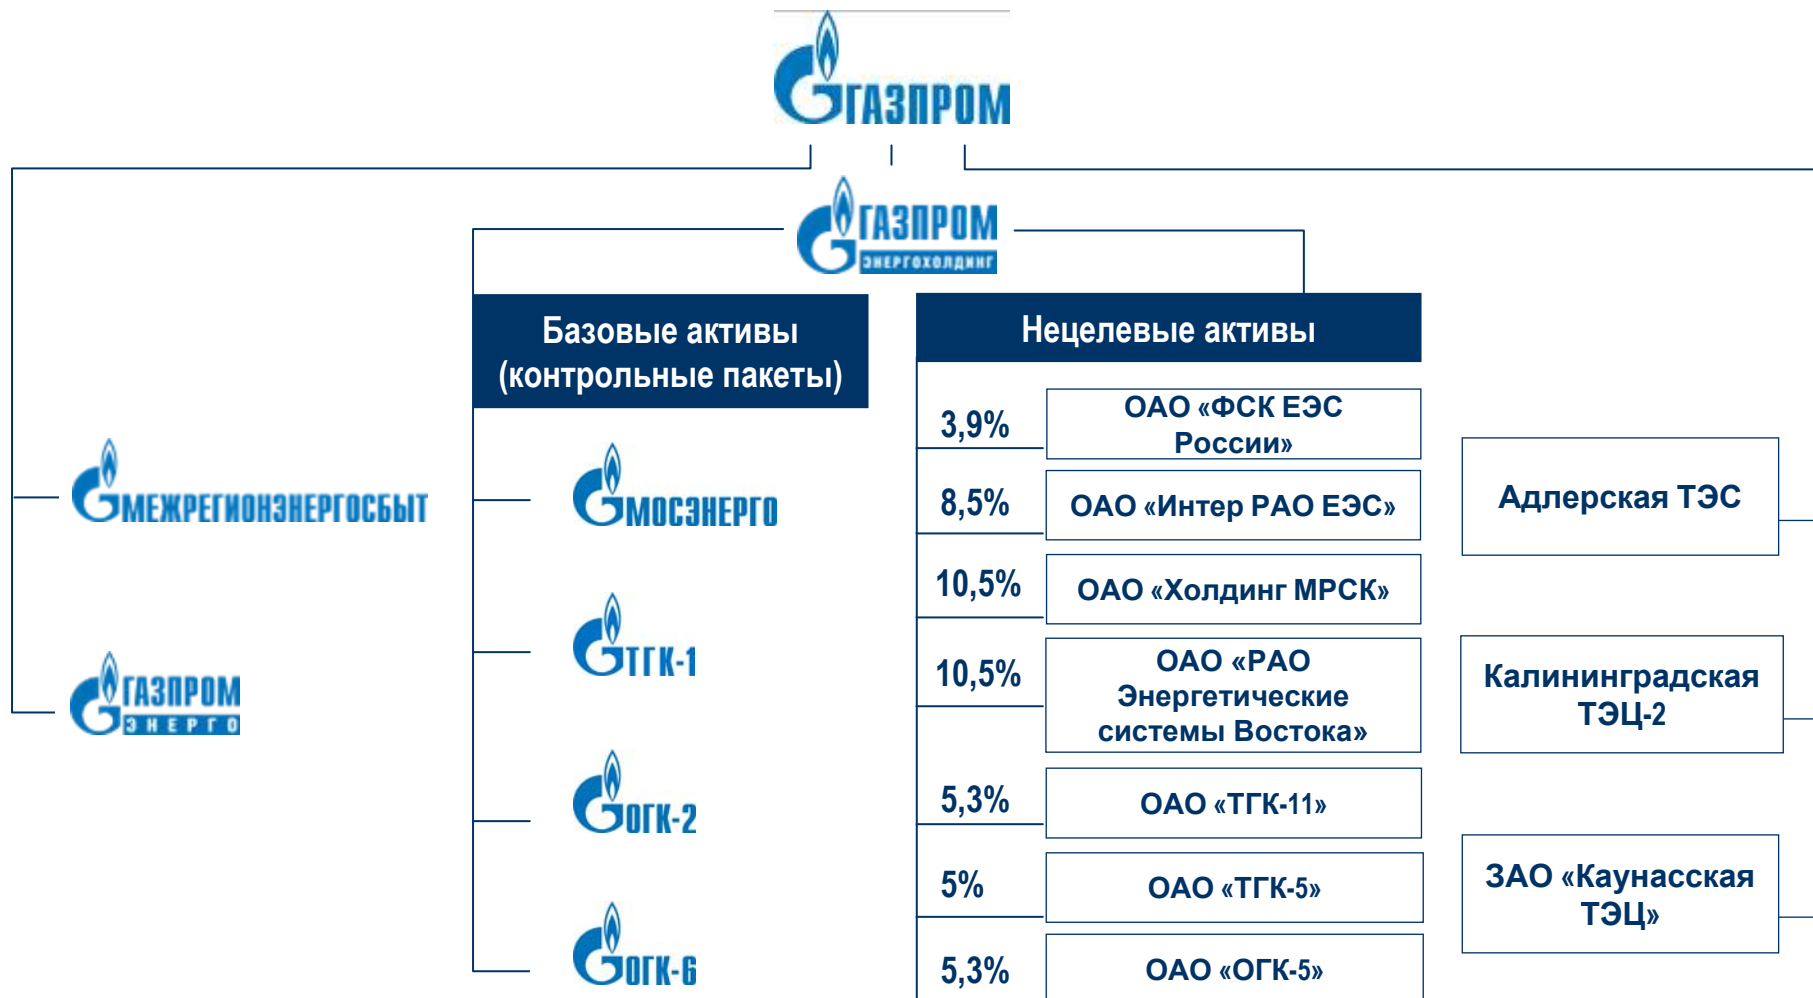 ГАЗПРОМ
ГАЗПРОМ
ЭНЕРГОХОЛДИНГ
Базовые активы
(контрольные пакеты)
МЕЖРЕГИОНЭНЕРГОСБЫТ
ГАЗПРОМ
ЭНЕРГО
МОСЭНЕРГО
ТГК-1
ОГК-2
ОГК-6
Нецелевые активы
3,9%
ОАО «ФСК ЕЭС
России»
8,5%
ОАО «Интер РАО ЕЭС»
10,5%
ОАО «Холдинг МРСК»
10,5%
ОАО «РАО
Энергетические
системы Востока»
5,3%
ОАО «ТГК-11»
5%
ОАО «ТГК-5»
5,3%
ОАО «ОГК-5»
Адлерская ТЭС
Калининградская
ТЭЦ-2
ЗАО «Каунасская
ТЭЦ»